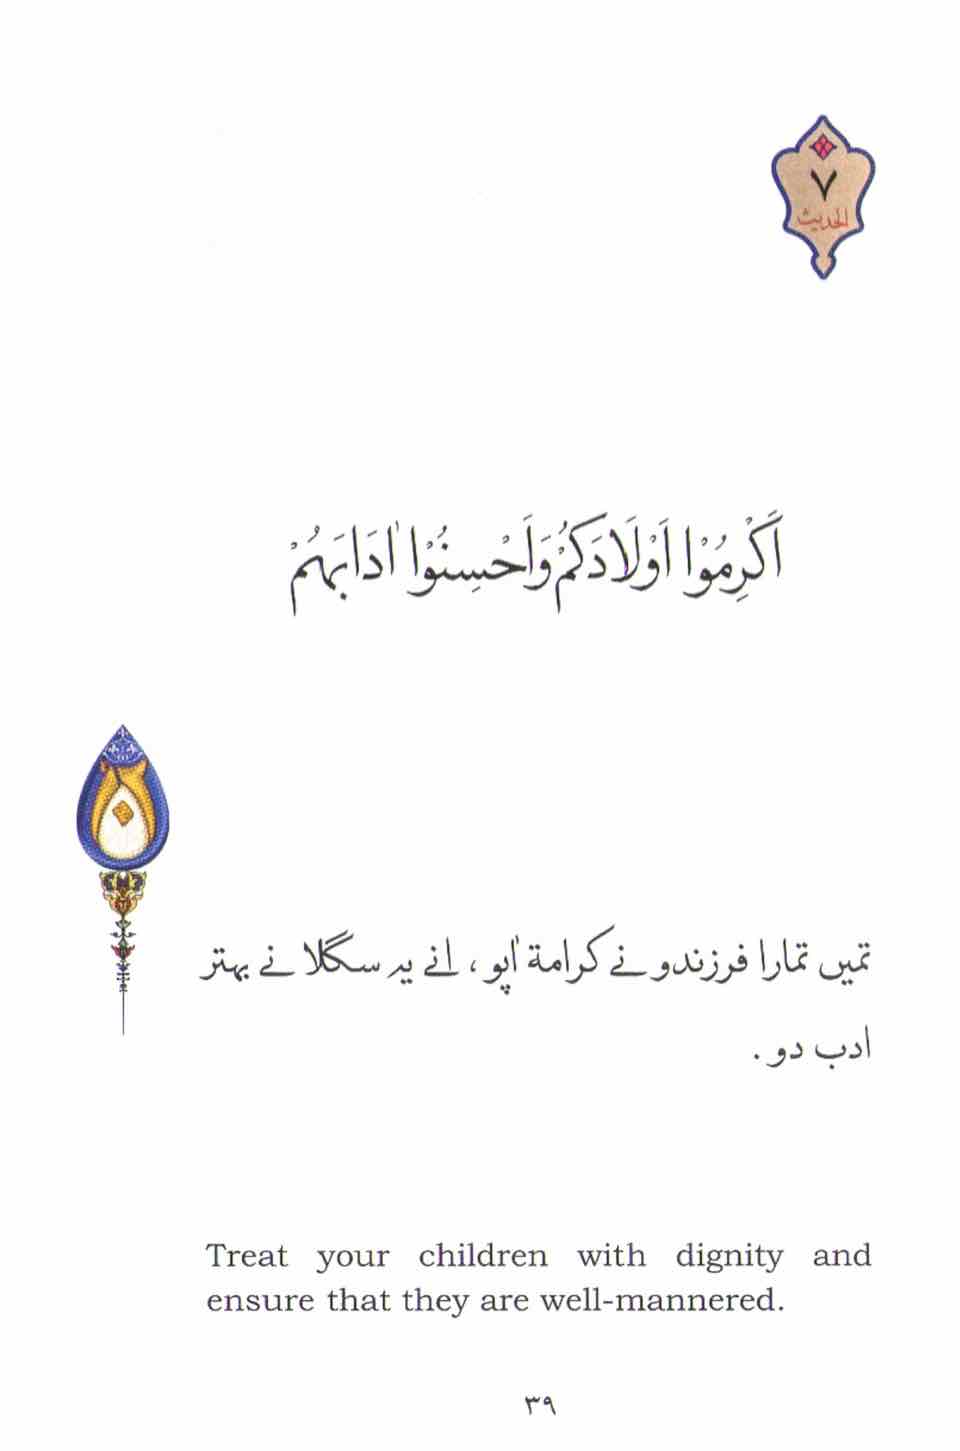 ٧
الحديث
اَكْرِمُوْا اَوْلَادَكُمْ وَاَحْسِنُوْا اٰدَابَهُمْ
تميں تمارا فرزندو نے كرامة اٰپو ، انے يہ سگلا نے بهتر
ادب دو .
Treat your children with dignity and
ensure that they are well-mannered.
٣٩